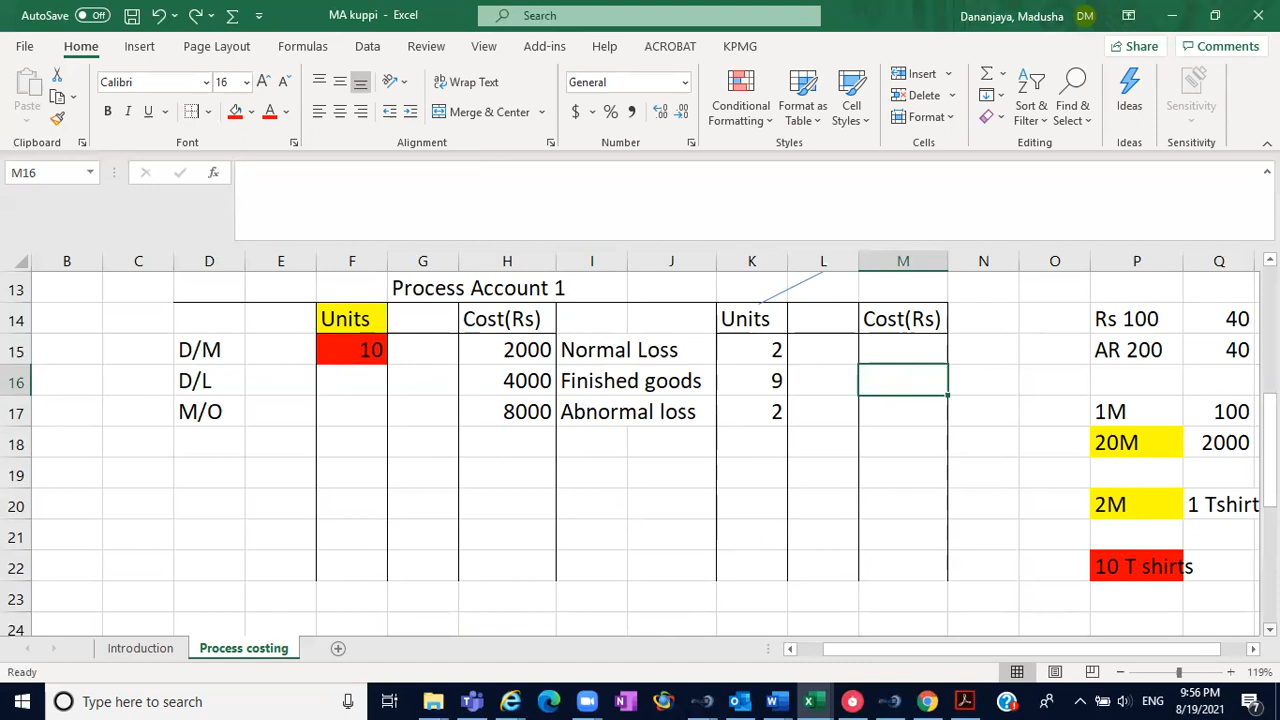 AutoSave Off MA kuppi - Excel Search Dananjaya, Madusha DM
File Home Insert Page Layout Formulas Data Review View Add-ins Help ACROBAT KPMG Share Comments
Paste Calibri 16 A A Wrap Text General Conditional Formatting Format as Table Cell Styles Insert Sort & Filter Find & Select Ideas Sensitivity
B I U A Merge & Center $ % Delete
Format
Clipboard Font Alignment Number Styles Cells Editing Ideas Sensitivity
M16 fx
B C D E F G H I J K L M N O P Q
13 Process Account 1
14 Units Cost(Rs) Units Cost(Rs) Rs 100 40
15 D/M 10 2000 Normal Loss 2 AR 200 40
16 D/L 4000 Finished goods 9
17 M/O 8000 Abnormal loss 2 1M 100
18 20M 2000
19
20 2M 1 Tshirt
21
22 10 T shirts
23
24
Introduction Process costing
Ready 119%
Type here to search ENG 9:56 PM
8/19/2021 7